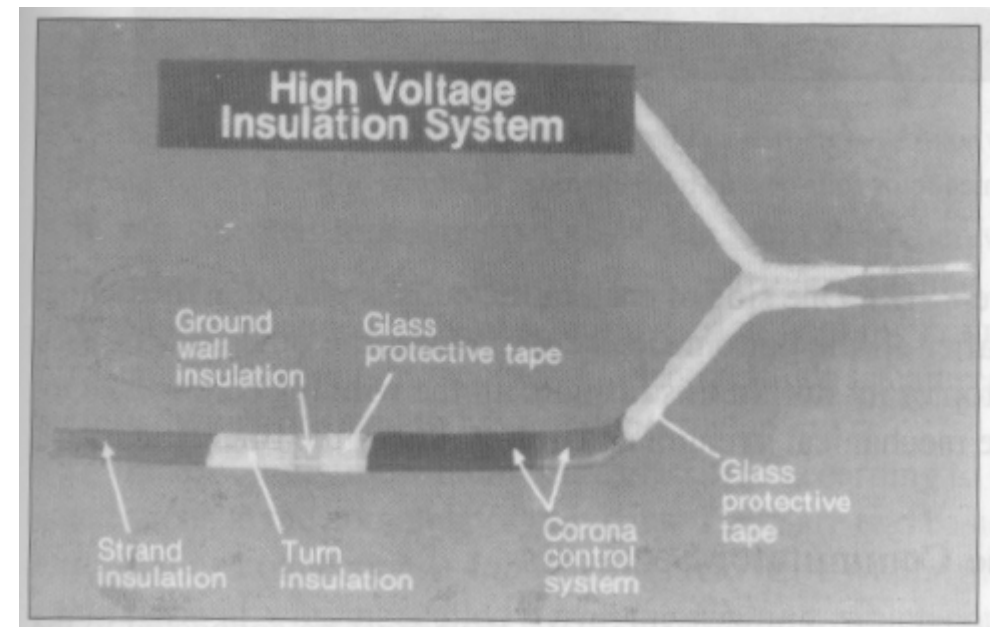 High Voltage
Insulation System
Ground
wall
insulation
Glass
protective tape
Glass
protective
tape
Strand
insulation
Turn
insulation
Corona
control
system